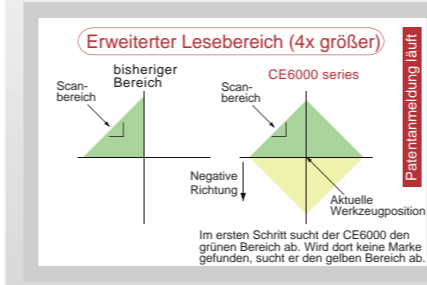 Erweiterter Lesebereich (4x größer)
Patentanmeldung läuft
bisheriger
Bereich
Scan-
bereich
CE6000 series
Scan-
bereich
Negative
Richtung
Aktuelle
Werkzeugposition
Im ersten Schritt sucht der CE6000 den
grünen Bereich ab. Wird dort keine Marke
gefunden, sucht er den gelben Bereich ab.